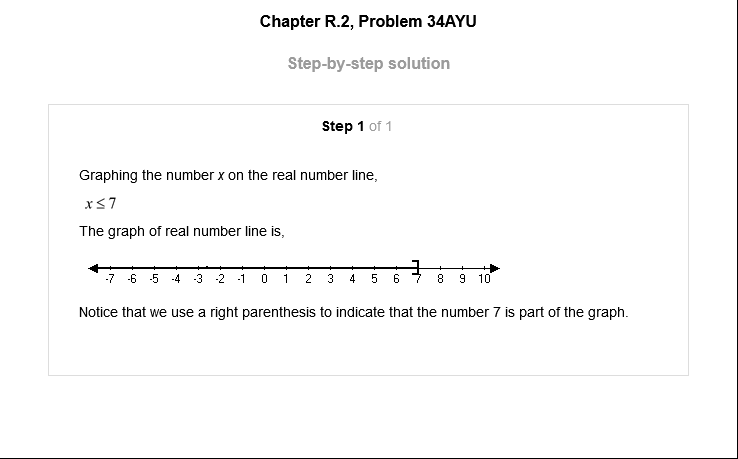 Chapter R.2, Problem 34AYU
Step-by-step solution
Step 1 of 1
Graphing the number x on the real number line,
x ≤ 7
The graph of real number line is,
-7 -6 -5 -4 -3 -2 -1 0 1 2 3 4 5 6 7 8 9 10
Notice that we use a right parenthesis to indicate that the number 7 is part of the graph.